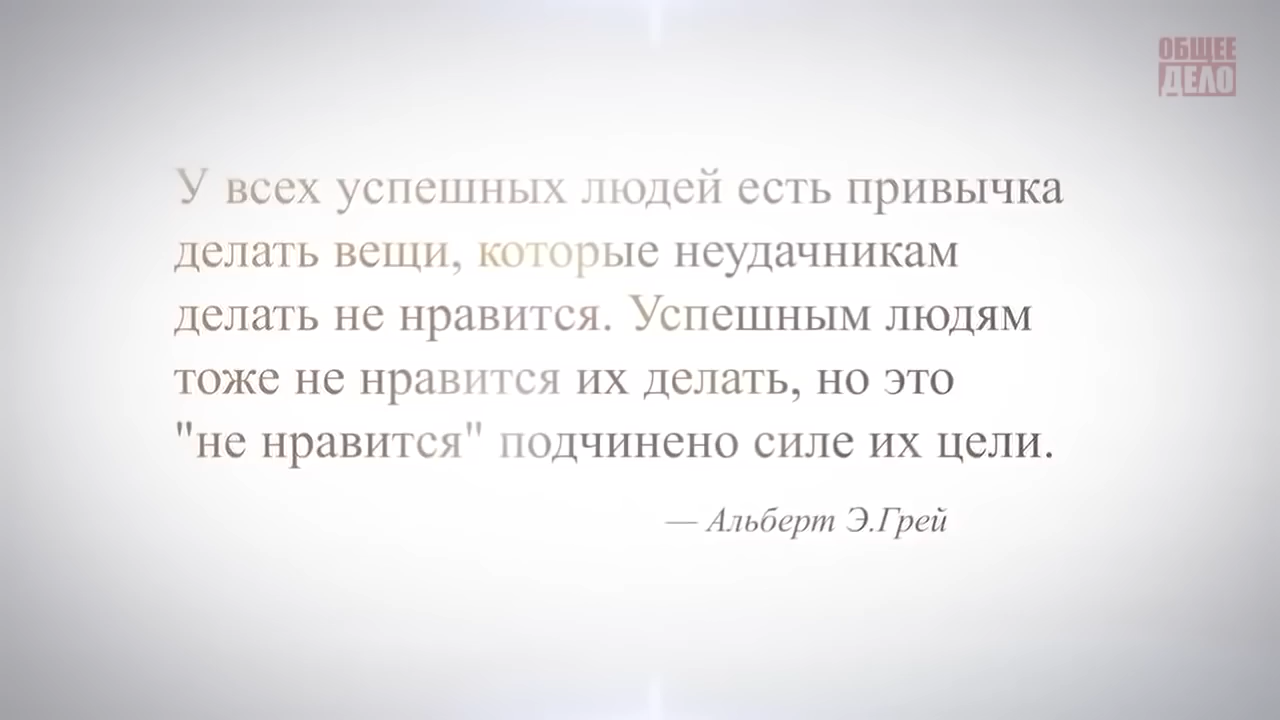 ОБЩЕЕ
ДЕЛО
У всех успешных людей есть привычка
делать вещи, которые неудачникам
делать не нравится. Успешным людям
тоже не нравится их делать, но это
"не нравится" подчинено силе их цели.
— Альберт Э.Грей